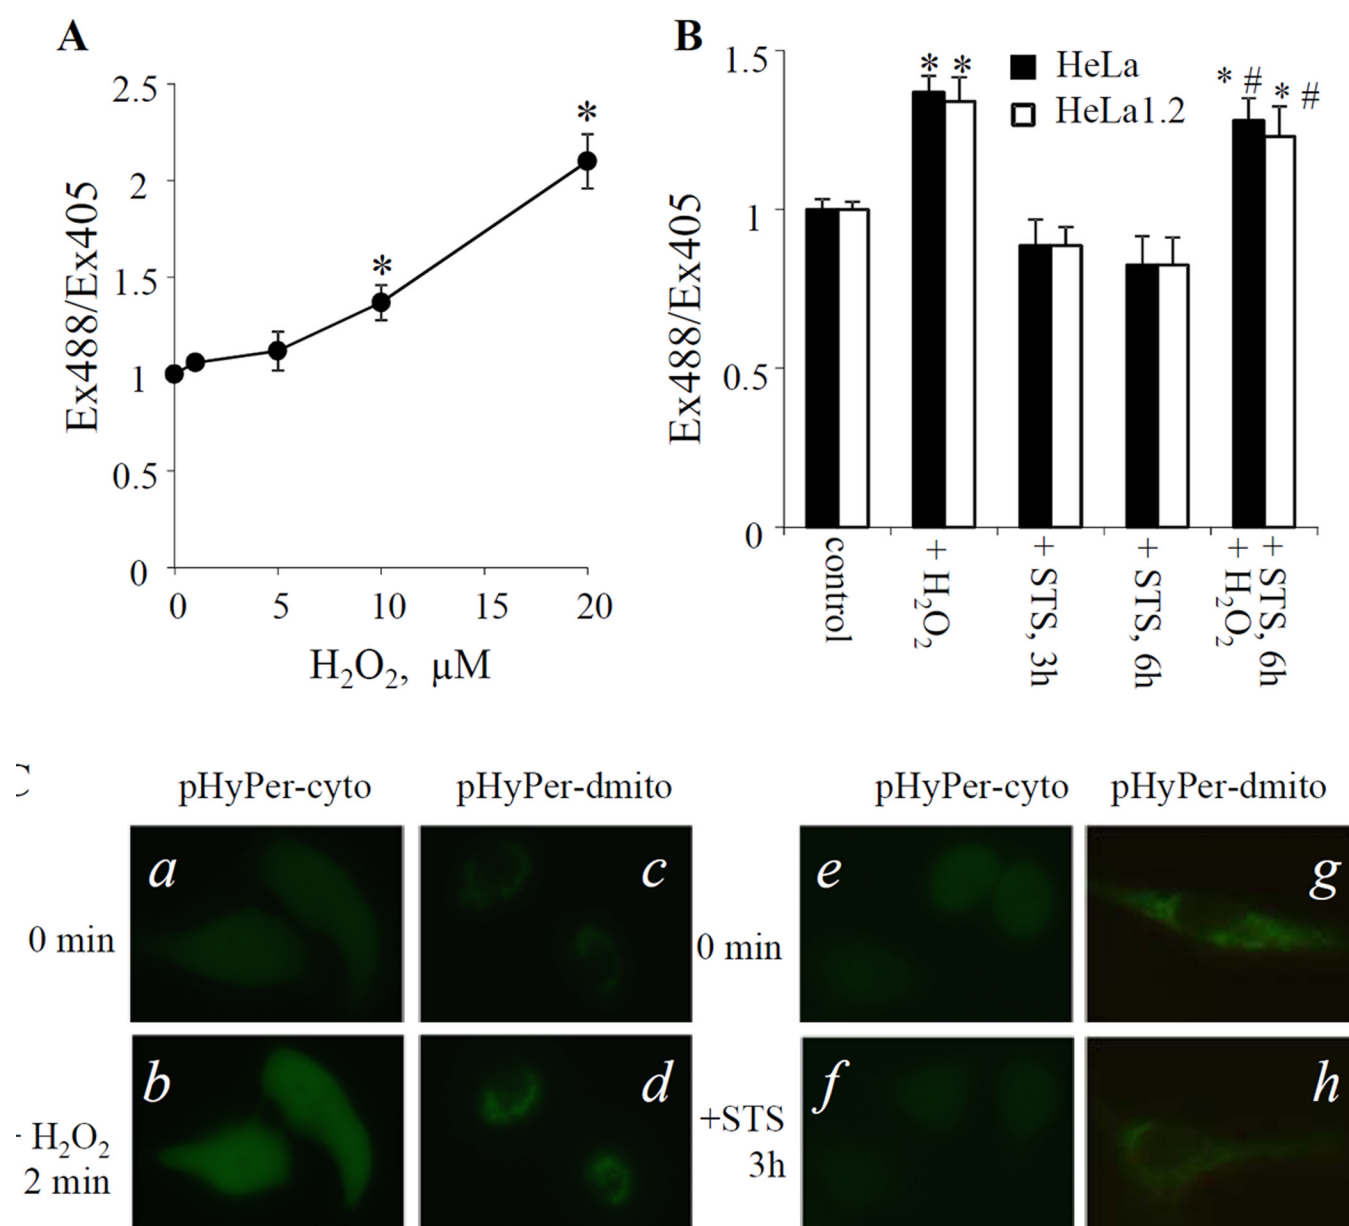 A
2.5
2
1.5
1
0.5
0
Ex488/Ex405
*
*
0 5 10 15 20
H₂O₂, µM
B
1.5
1
0.5
0
Ex488/Ex405
* *
HeLa
HeLa1.2
* # * #
control
+ H₂O₂
+ STS, 3h
+ STS, 6h
+ STS, 6h
+ H₂O₂
pHyPer-cyto pHyPer-dmito pHyPer-cyto pHyPer-dmito
0 min
a c
0 min
e g
H₂O₂
2 min
b d
+STS
3h
f h